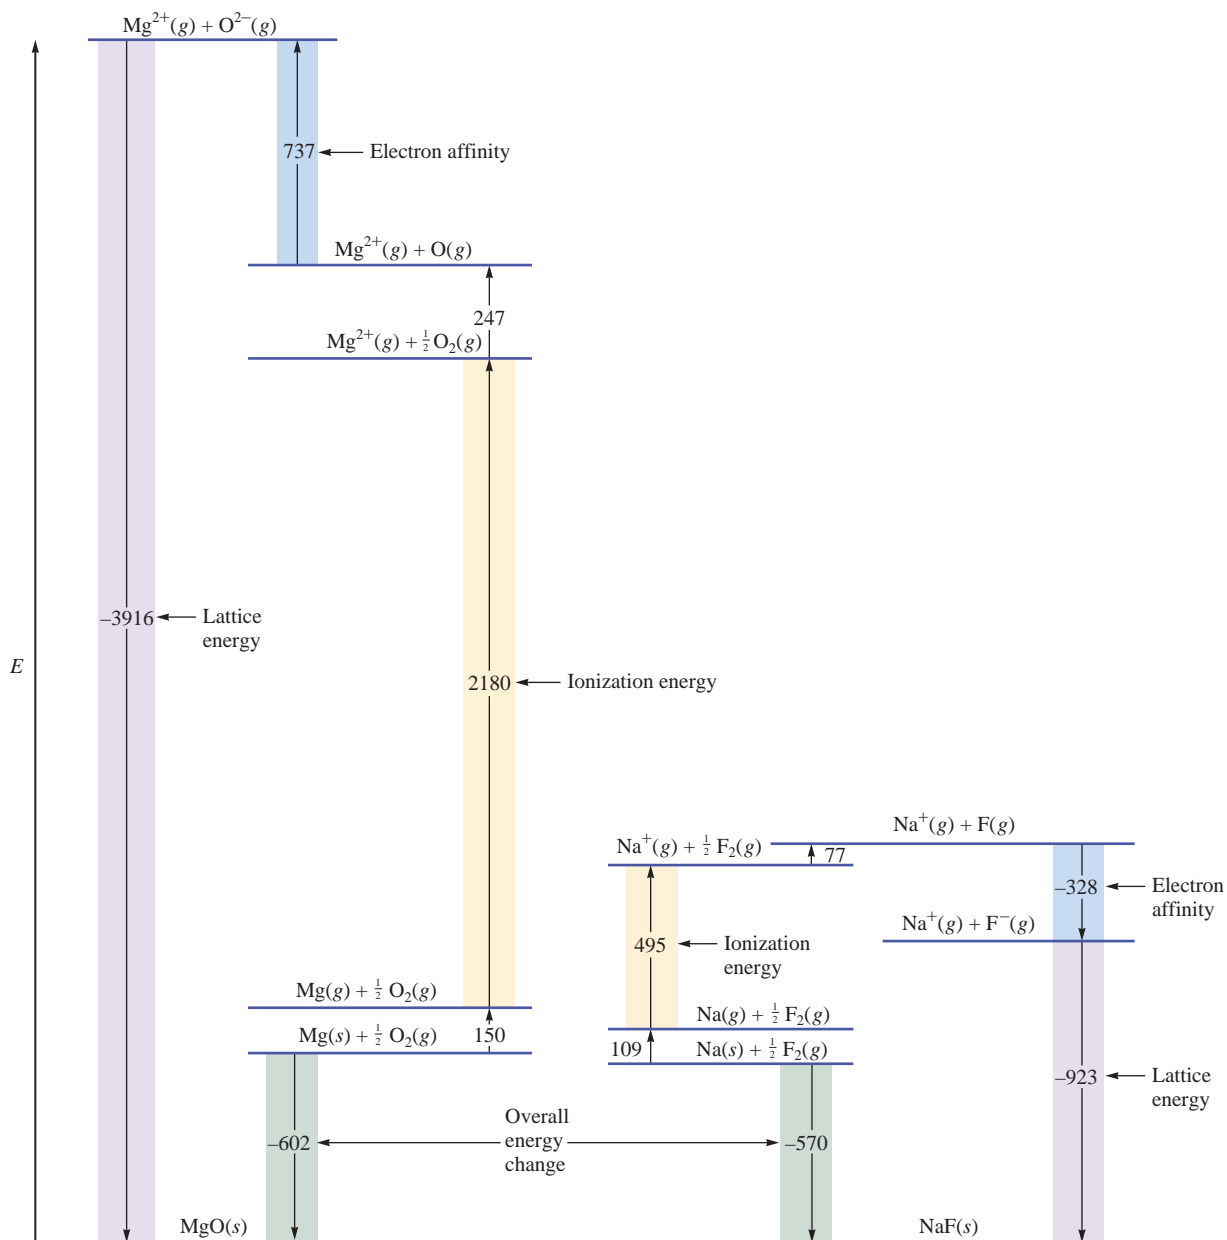 Mg²⁺(g) + O²⁻(g)
737
Electron affinity
Mg²⁺(g) + O(g)
247
Mg²⁺(g) + ½ O₂(g)
–3916
Lattice
energy
E
2180
Ionization energy
Na⁺(g) + F(g)
Na⁺(g) + ½ F₂(g)
77
–328
Electron
affinity
Na⁺(g) + F⁻(g)
495
Ionization
energy
Mg(g) + ½ O₂(g)
Na(g) + ½ F₂(g)
Mg(s) + ½ O₂(g)
150
109
Na(s) + ½ F₂(g)
–923
Lattice
energy
Overall
energy
change
–602
–570
MgO(s)
NaF(s)